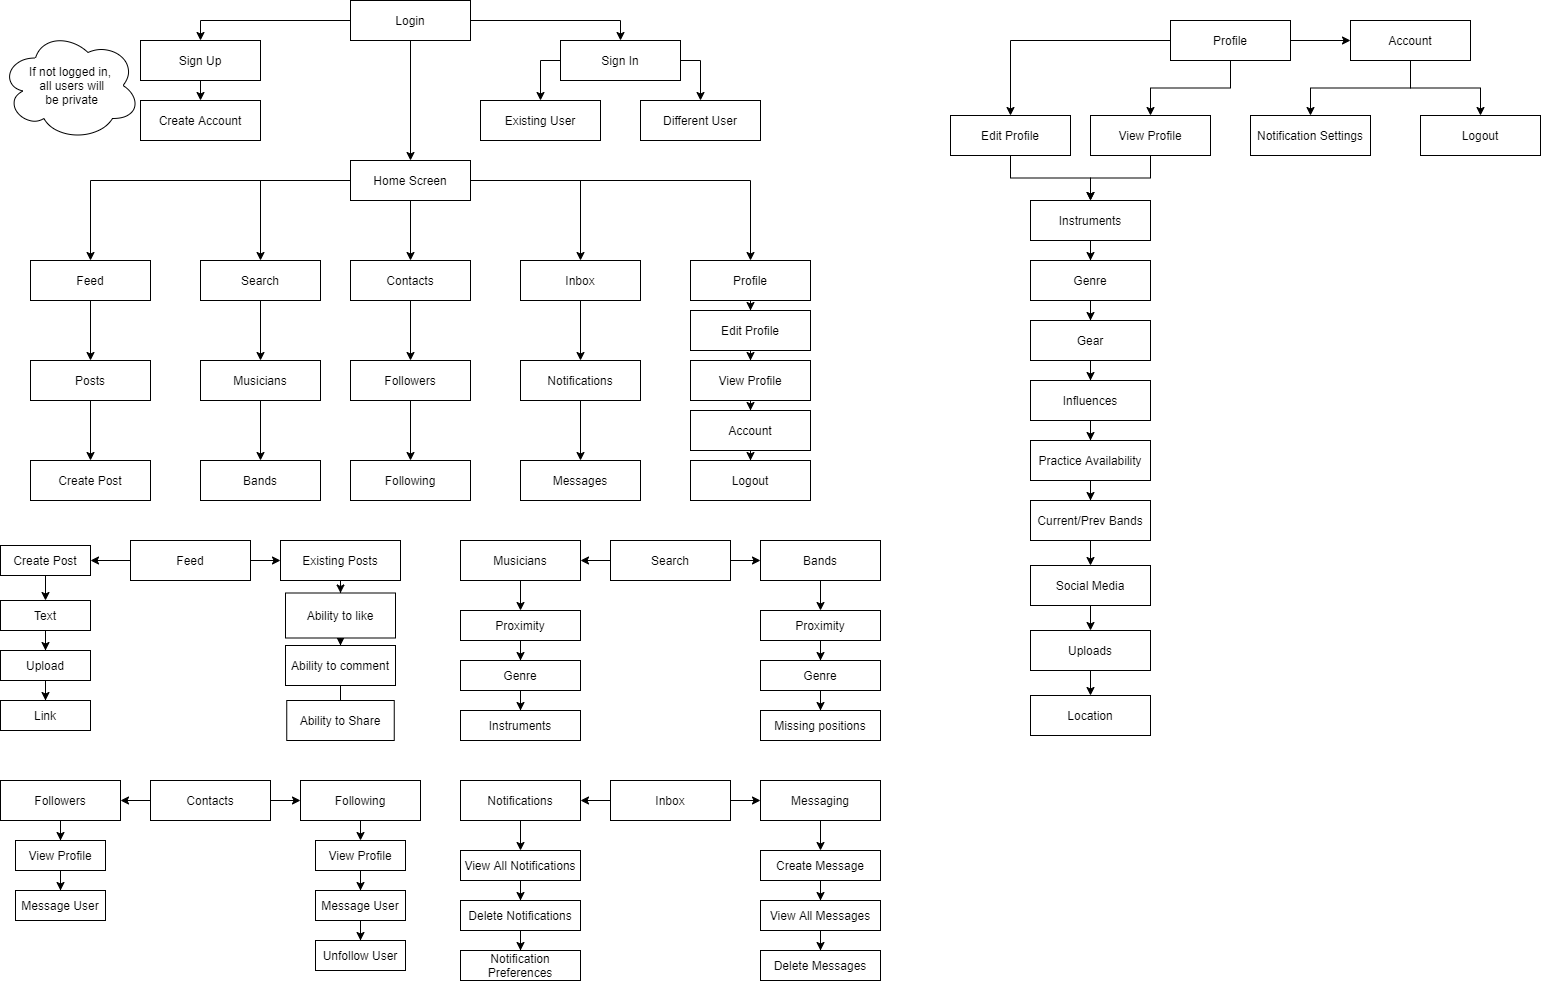 Login
Sign Up
Sign In
If not logged in,
all users will
be private
Create Account
Existing User
Different User
Home Screen
Feed
Search
Contacts
Inbox
Profile
Edit Profile
Posts
Musicians
Followers
Notifications
View Profile
Account
Create Post
Bands
Following
Messages
Logout
Create Post
Feed
Existing Posts
Text
Ability to like
Upload
Ability to comment
Link
Ability to Share
Musicians
Search
Bands
Proximity
Proximity
Genre
Genre
Instruments
Missing positions
Followers
Contacts
Following
View Profile
View Profile
Message User
Message User
Unfollow User
Notifications
Inbox
Messaging
View All Notifications
Create Message
Delete Notifications
View All Messages
Notification
Preferences
Delete Messages
Profile
Account
Edit Profile
View Profile
Notification Settings
Logout
Instruments
Genre
Gear
Influences
Practice Availability
Current/Prev Bands
Social Media
Uploads
Location